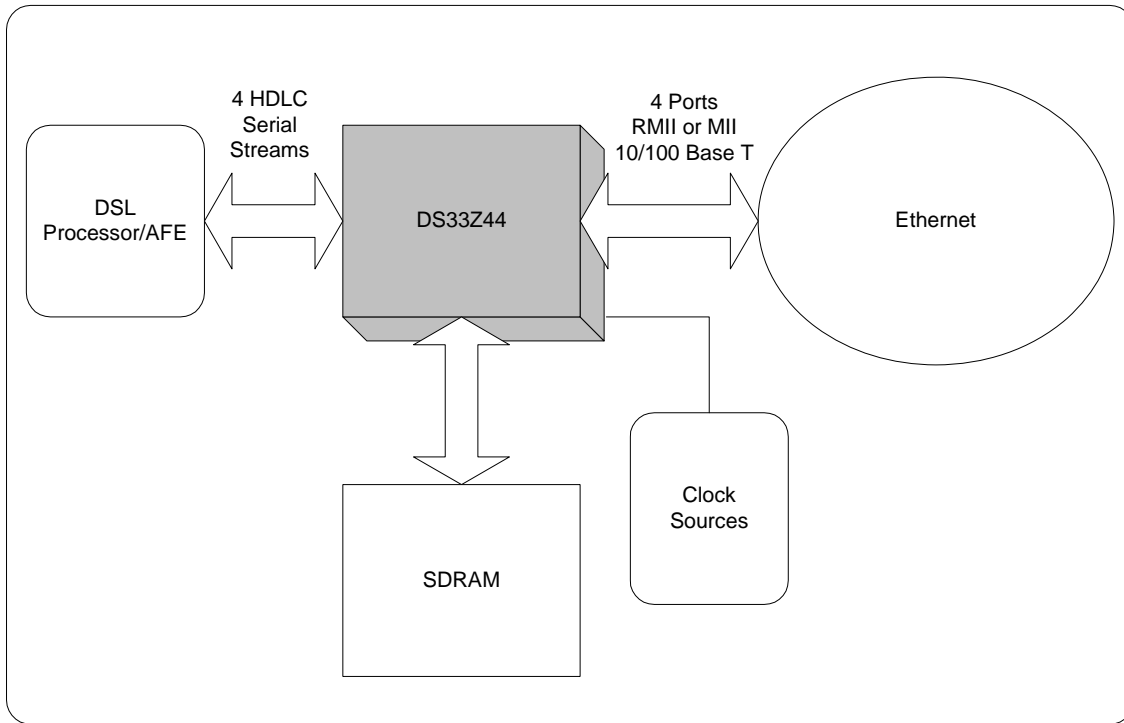 4 HDLC
Serial
Streams
4 Ports
RMII or MII
10/100 Base T
DSL
Processor/AFE
DS33Z44
Ethernet
Clock
Sources
SDRAM